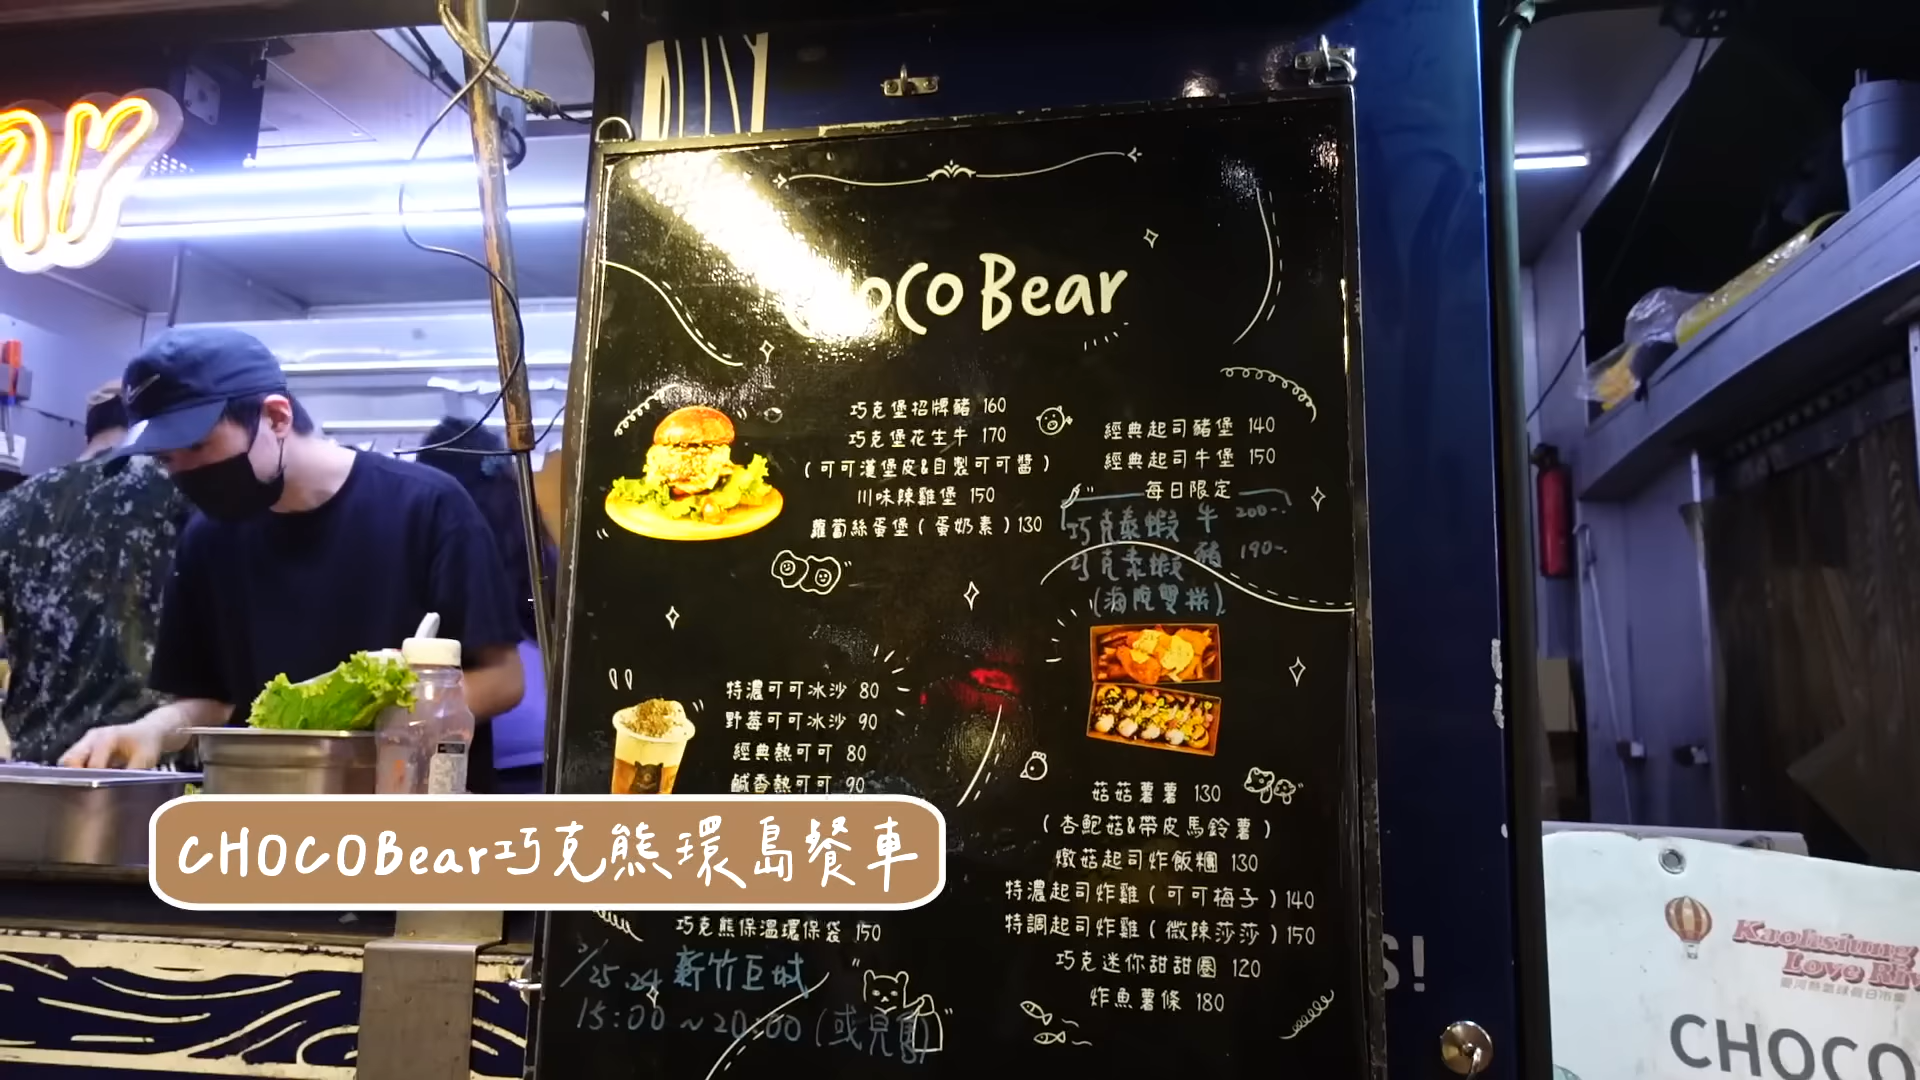 Choco Bear
巧克堡招牌豬 160
巧克堡花生牛 170
(可可漢堡皮&自製可可醬)
川味辣雞堡 150
蘿蔔絲蛋堡(蛋奶素)130
經典起司豬堡 140
經典起司牛堡 150
每日限定
巧克泰蝦 牛 200-.
巧克泰蝦 豬 190-.
(海陸雙拼)
特濃可可冰沙 80
野莓可可冰沙 90
經典熱可可 80
鹹香熱可可 90
菇菇薯薯 130
(杏鮑菇&帶皮馬鈴薯)
燉菇起司炸飯糰 130
特濃起司炸雞(可可梅子)140
特調起司炸雞(微辣莎莎)150
巧克迷你甜甜圈 120
炸魚薯條 180
CHOCOBear巧克熊環島餐車
巧克熊保溫環保袋 150
新竹巨城
15:00~20:00
S!
Kaohsiung
Love Riv
CHOCO